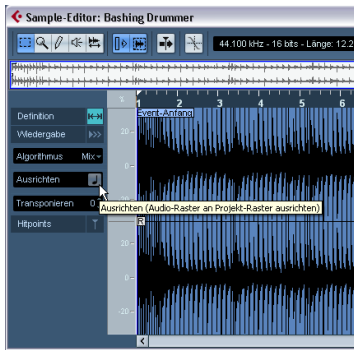 Sample-Editor: Bashing Drummer
44.100 kHz - 16 bits - Länge: 12.2
% 1 2 3 4 5 6
Definition
Event-Anfang
Wiedergabe
-20
Algorithmus Mix
-0
Ausrichten
Transponieren 0
Ausrichten (Audio-Raster an Projekt-Raster ausrichten)
Hitpoints
R
-20
-0
-20